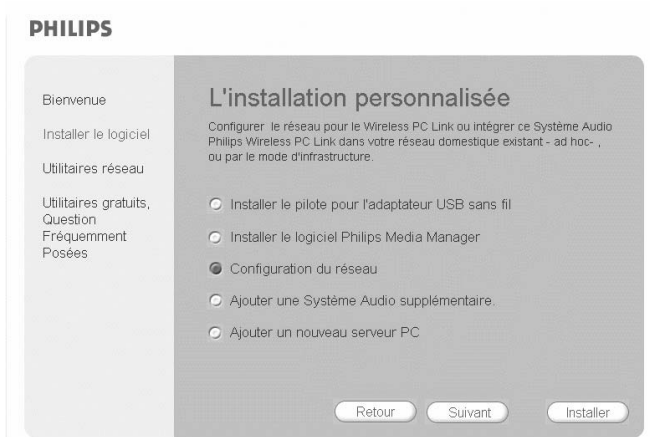 PHILIPS
Bienvenue
Installer le logiciel
Utilitaires réseau
Utilitaires gratuits,
Question
Fréquemment
Posées
L'installation personnalisée
Configurer le réseau pour le Wireless PC Link ou intégrer ce Système Audio
Philips Wireless PC Link dans votre réseau domestique existant - ad hoc- ,
ou par le mode d'infrastructure.
Installer le pilote pour l'adaptateur USB sans fil
Installer le logiciel Philips Media Manager
Configuration du réseau
Ajouter une Système Audio supplémentaire.
Ajouter un nouveau serveur PC
Retour
Suivant
Installer